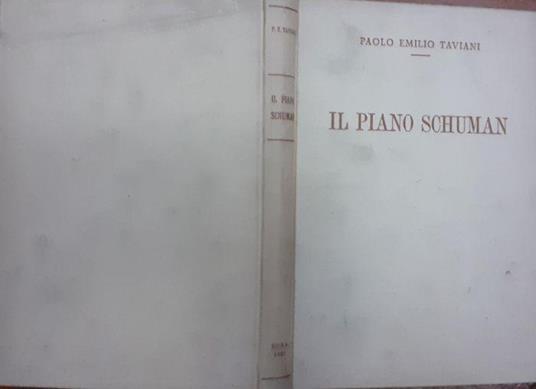 PAOLO EMILIO TAVIANI
IL PIANO SCHUMAN
P. E. TAVIANI
IL PIANO
SCHUMAN
ROMA